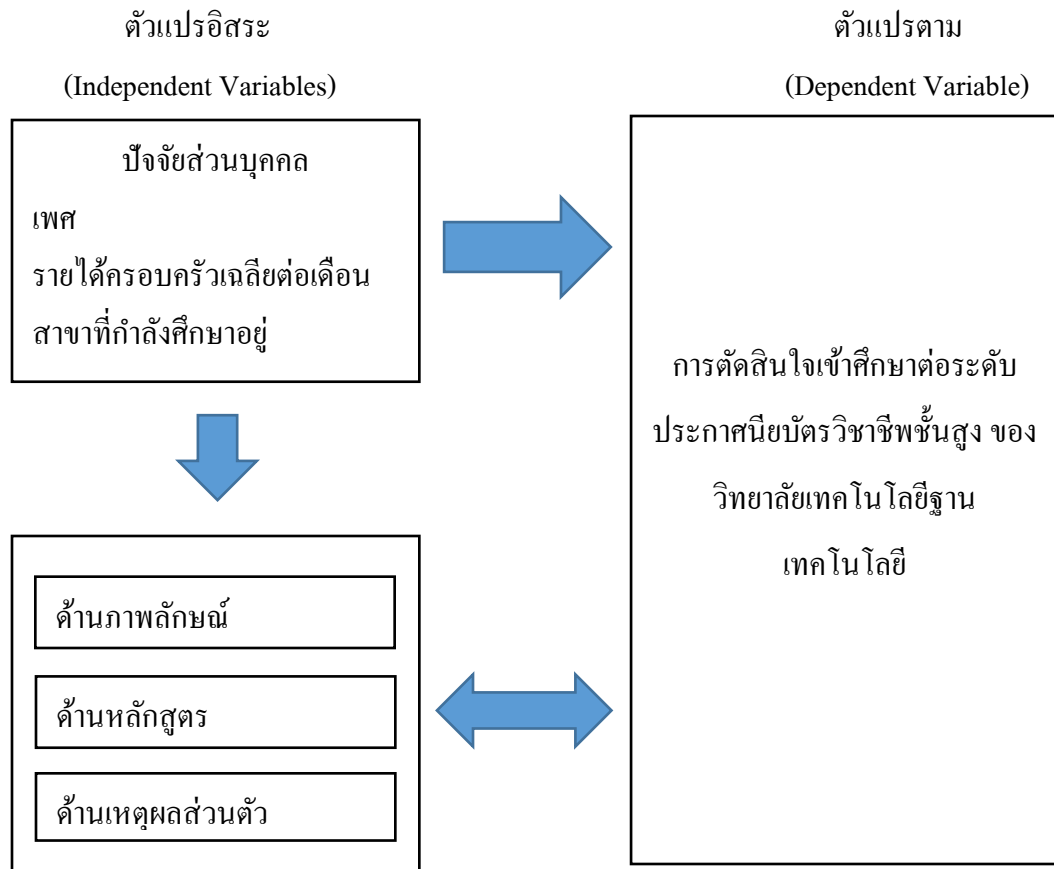 ตัวแปรอิสระ
(Independent Variables)
ปัจจัยส่วนบุคคล
เพศ
รายได้ครอบครัวเฉลี่ยต่อเดือน
สาขาที่กำลังศึกษาอยู่
ด้านภาพลักษณ์
ด้านหลักสูตร
ด้านเหตุผลส่วนตัว
ตัวแปรตาม
(Dependent Variable)
การตัดสินใจเข้าศึกษาต่อระดับ
ประกาศนียบัตรวิชาชีพชั้นสูง ของ
วิทยาลัยเทคโนโลยีฐาน
เทคโนโลยี